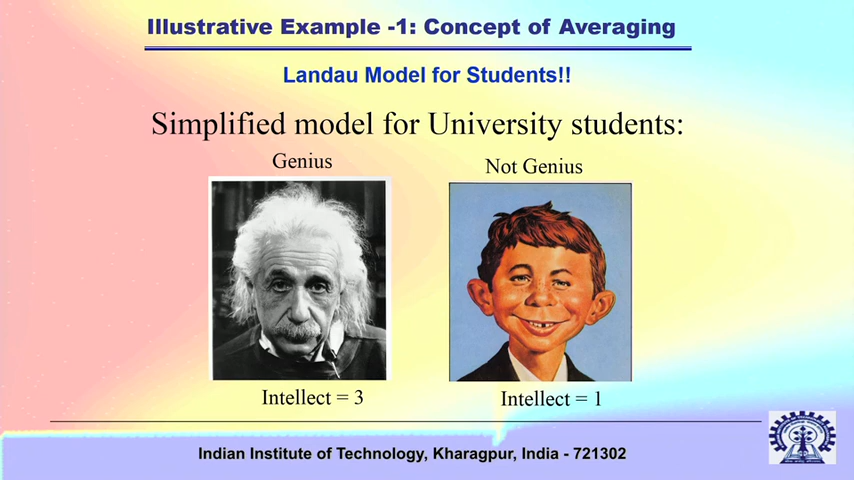 Illustrative Example -1: Concept of Averaging
Landau Model for Students!!
Simplified model for University students:
Genius
Not Genius
Intellect = 3
Intellect = 1
Indian Institute of Technology, Kharagpur, India - 721302